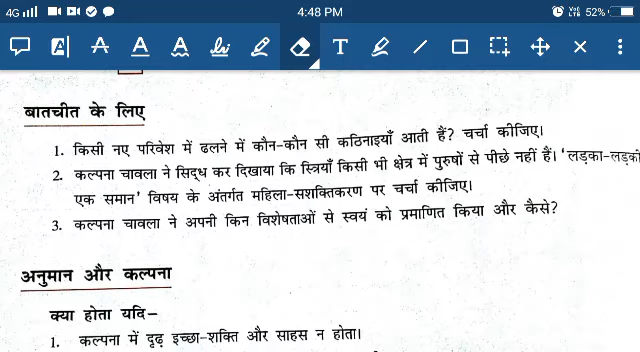 4G 4:48 PM VoD LTE 52%
A A A A T
बातचीत के लिए
1. किसी नए परिवेश में ढलने में कौन-कौन सी कठिनाइयाँ आती हैं? चर्चा कीजिए।
2. कल्पना चावला ने सिद्ध कर दिखाया कि स्त्रियाँ किसी भी क्षेत्र में पुरुषों से पीछे नहीं हैं। 'लड़का-लड़की
एक समान' विषय के अंतर्गत महिला-सशक्तिकरण पर चर्चा कीजिए।
3. कल्पना चावला ने अपनी किन विशेषताओं से स्वयं को प्रमाणित किया और कैसे?
अनुमान और कल्पना
क्या होता यदि–
1. कल्पना में दृढ़ इच्छा-शक्ति और साहस न होता।